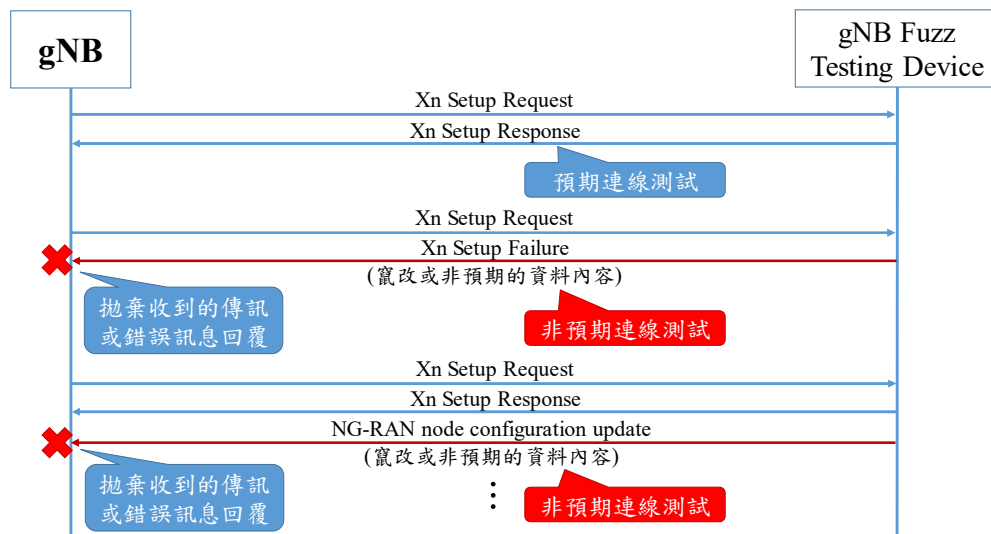 gNB
gNB Fuzz
Testing Device
Xn Setup Request
Xn Setup Response
預期連線測試
Xn Setup Request
Xn Setup Failure
(竄改或非預期的資料內容)
拋棄收到的傳訊
或錯誤訊息回覆
非預期連線測試
Xn Setup Request
Xn Setup Response
NG-RAN node configuration update
(竄改或非預期的資料內容)
拋棄收到的傳訊
或錯誤訊息回覆
⋮
非預期連線測試